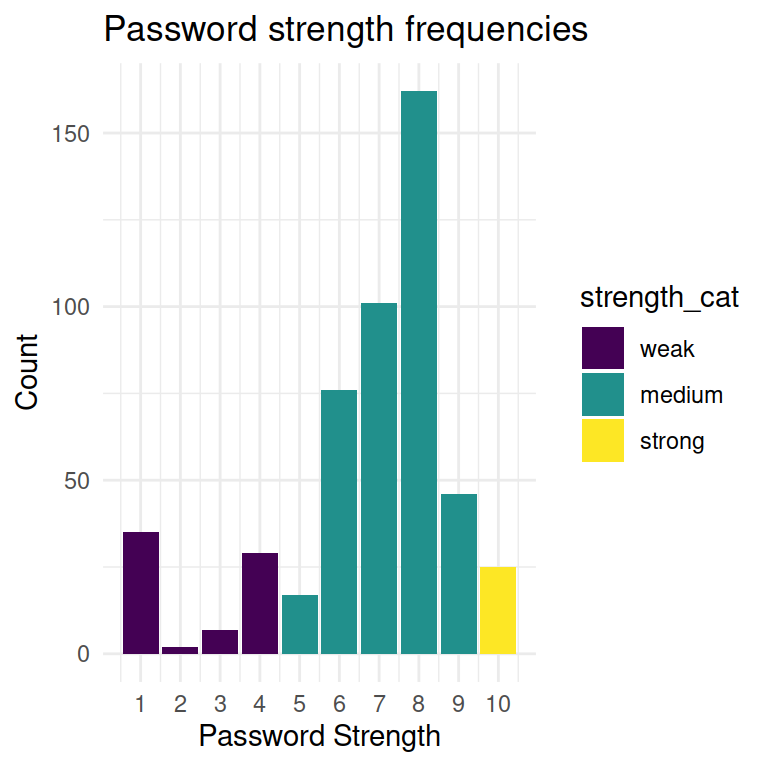 Password strength frequencies
150
100
50
0
Count
1 2 3 4 5 6 7 8 9 10
Password Strength
strength_cat
weak
medium
strong